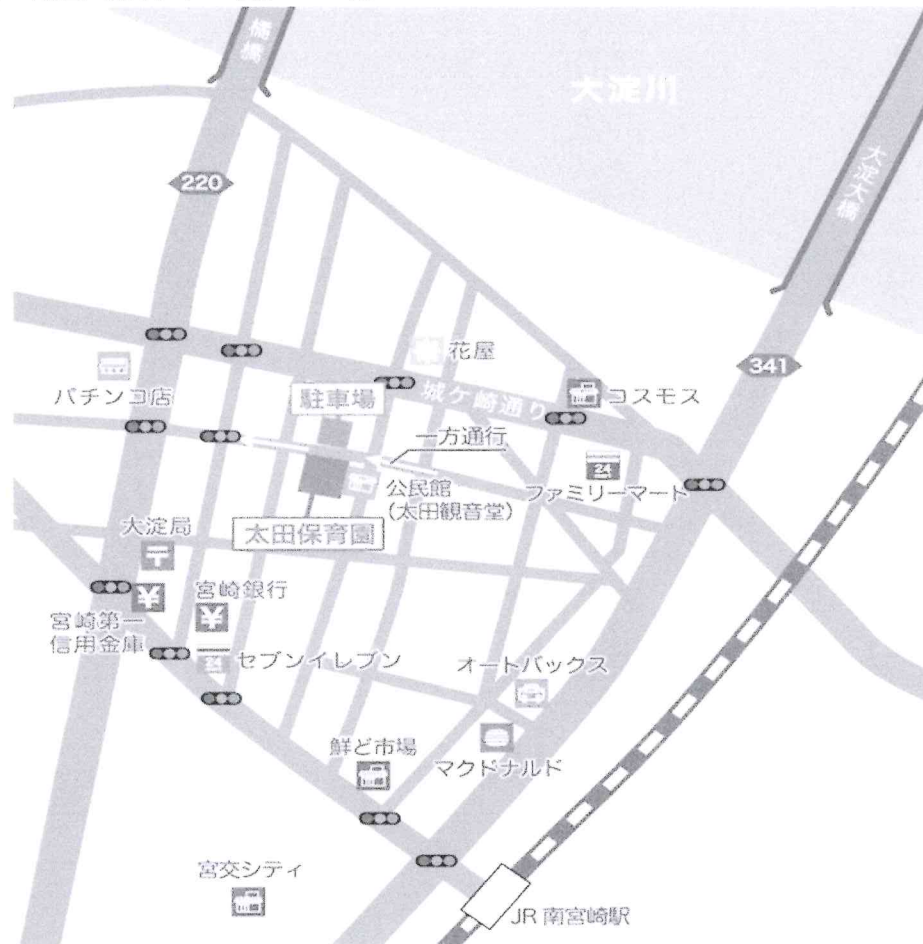 橘橋
大淀川
大淀大橋
220
341
花屋
パチンコ店
駐車場
城ケ崎通り
コスモス
一方通行
24
ファミリーマート
公民館
(太田観音堂)
太田保育園
大淀局
宮崎銀行
宮崎第一
信用金庫
24
セブンイレブン
オートバックス
マクドナルド
鮮ど市場
宮交シティ
JR 南宮崎駅